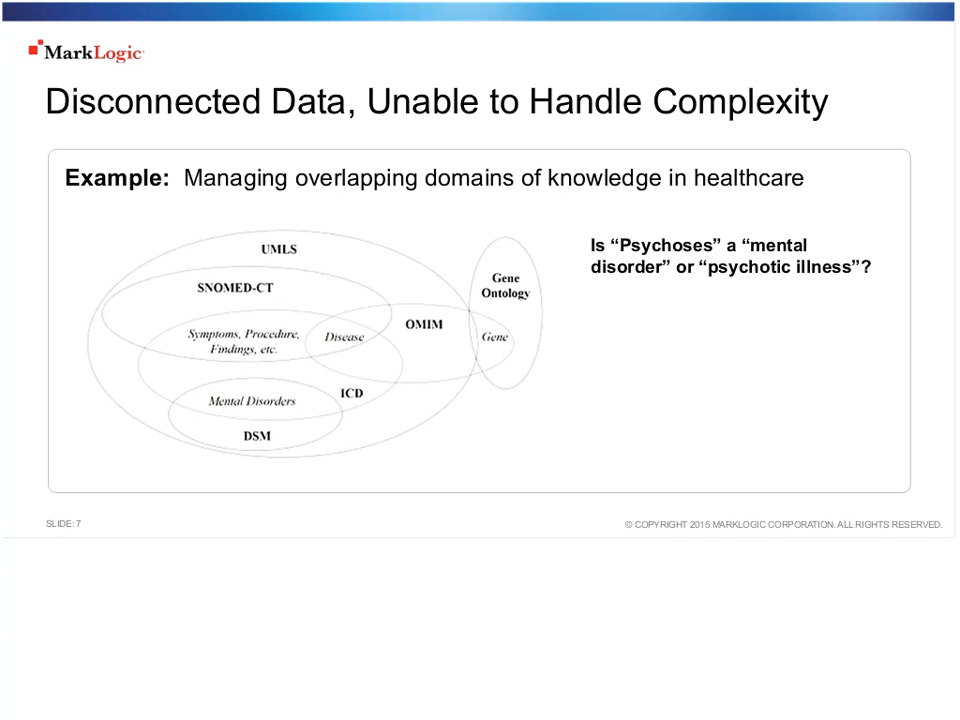 MarkLogic
Disconnected Data, Unable to Handle Complexity
Example: Managing overlapping domains of knowledge in healthcare
UMLS
SNOMED-CT
Symptoms, Procedure,
Findings, etc.
Disease
OMIM
Gene
Ontology
Gene
Mental Disorders
ICD
DSM
Is “Psychoses” a “mental
disorder” or “psychotic illness”?
SLIDE: 7
© COPYRIGHT 2015 MARKLOGIC CORPORATION. ALL RIGHTS RESERVED.